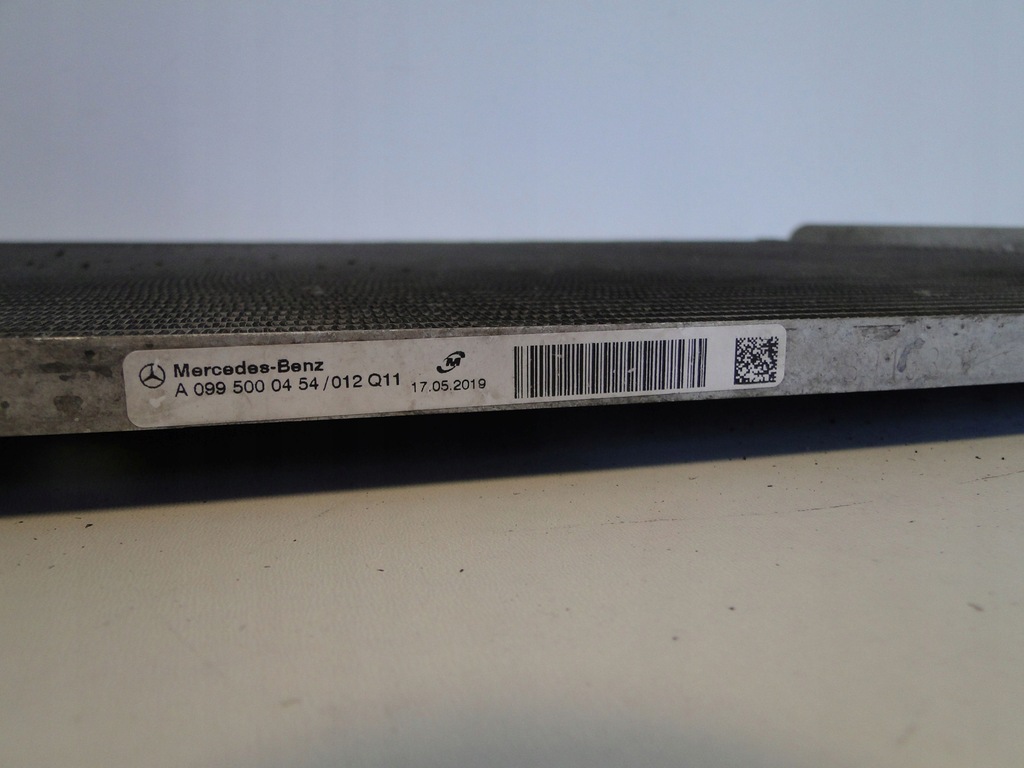 Mercedes-Benz
A 099 500 04 54 / 012 Q11
M
17.05.2019